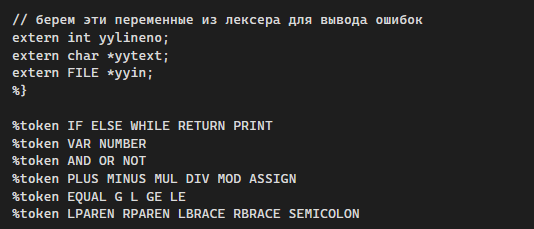 // берем эти переменные из лексера для вывода ошибок
extern int yylineno;
extern char *yytext;
extern FILE *yyin;
%}
%token IF ELSE WHILE RETURN PRINT
%token VAR NUMBER
%token AND OR NOT
%token PLUS MINUS MUL DIV MOD ASSIGN
%token EQUAL G L GE LE
%token LPAREN RPAREN LBRACE RBRACE SEMICOLON